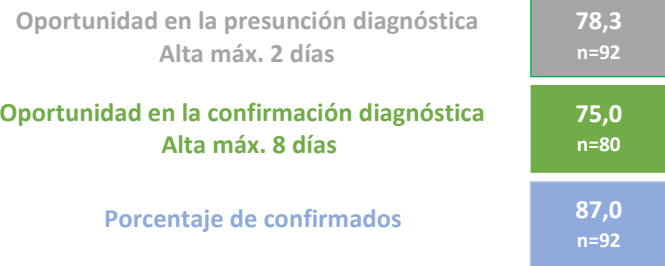 Oportunidad en la presunción diagnóstica
Alta máx. 2 días
78,3
n=92
Oportunidad en la confirmación diagnóstica
Alta máx. 8 días
75,0
n=80
Porcentaje de confirmados
87,0
n=92